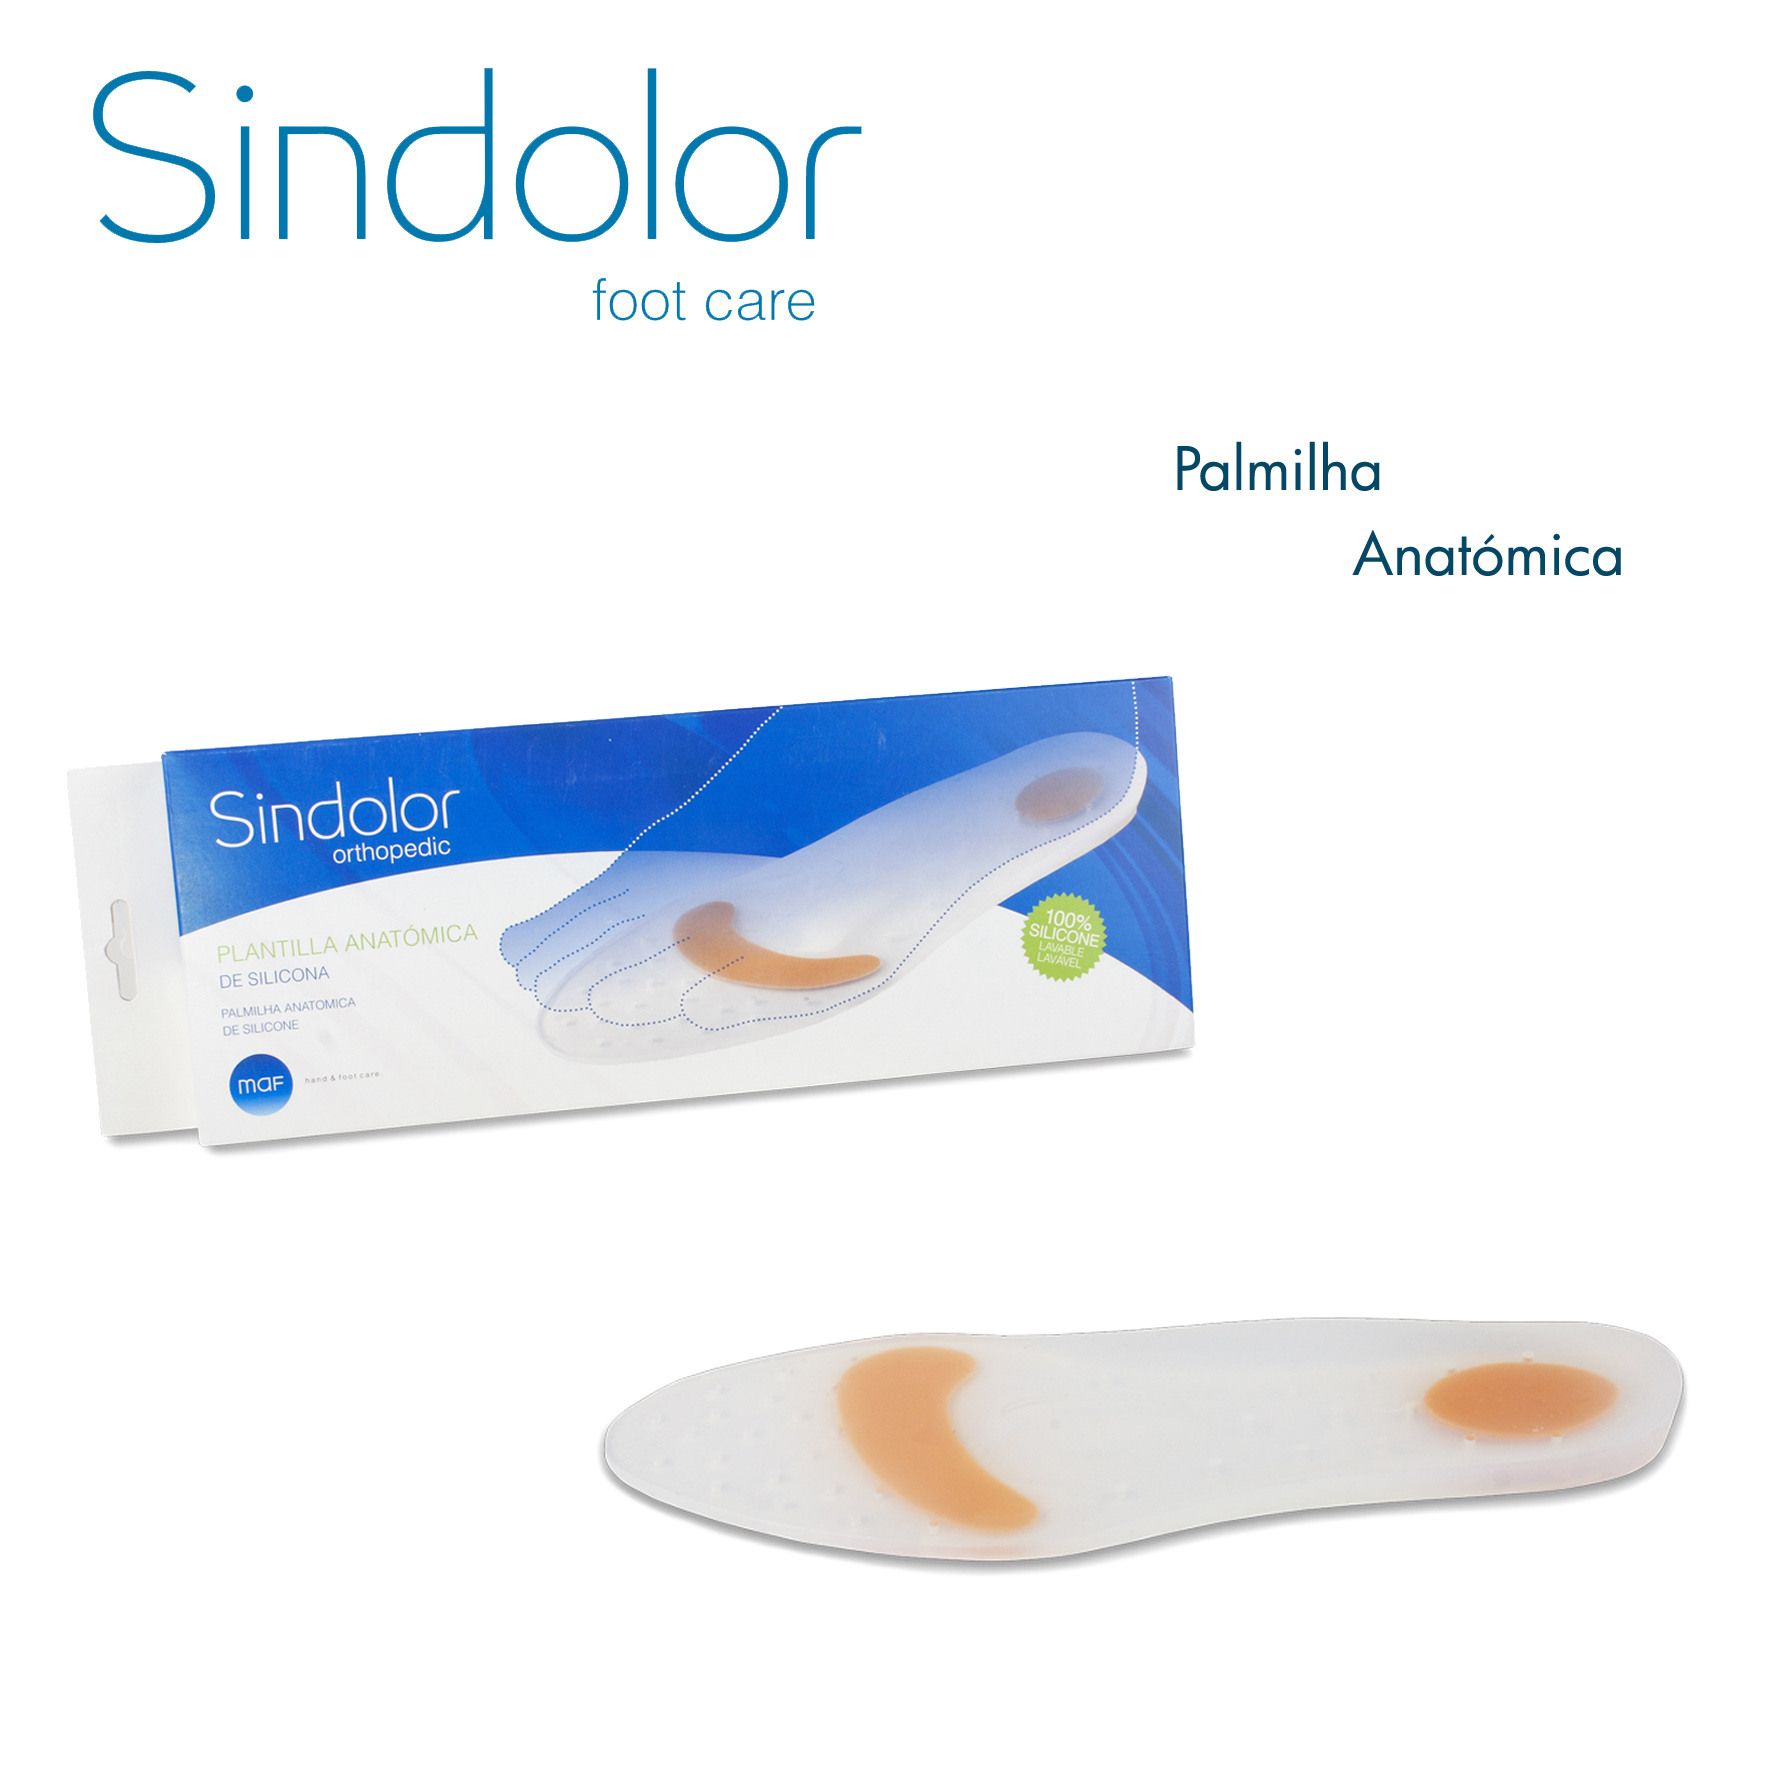 Sindolor
foot care
Palmilha
Anatómica
Sindolor
orthopedic
PLANTILLA ANATÓMICA
DE SILICONA
PALMILHA ANATOMICA
DE SILICONE
maF
hand & foot care
100%
SILICONE
LAVABLE
LAVÁVEL